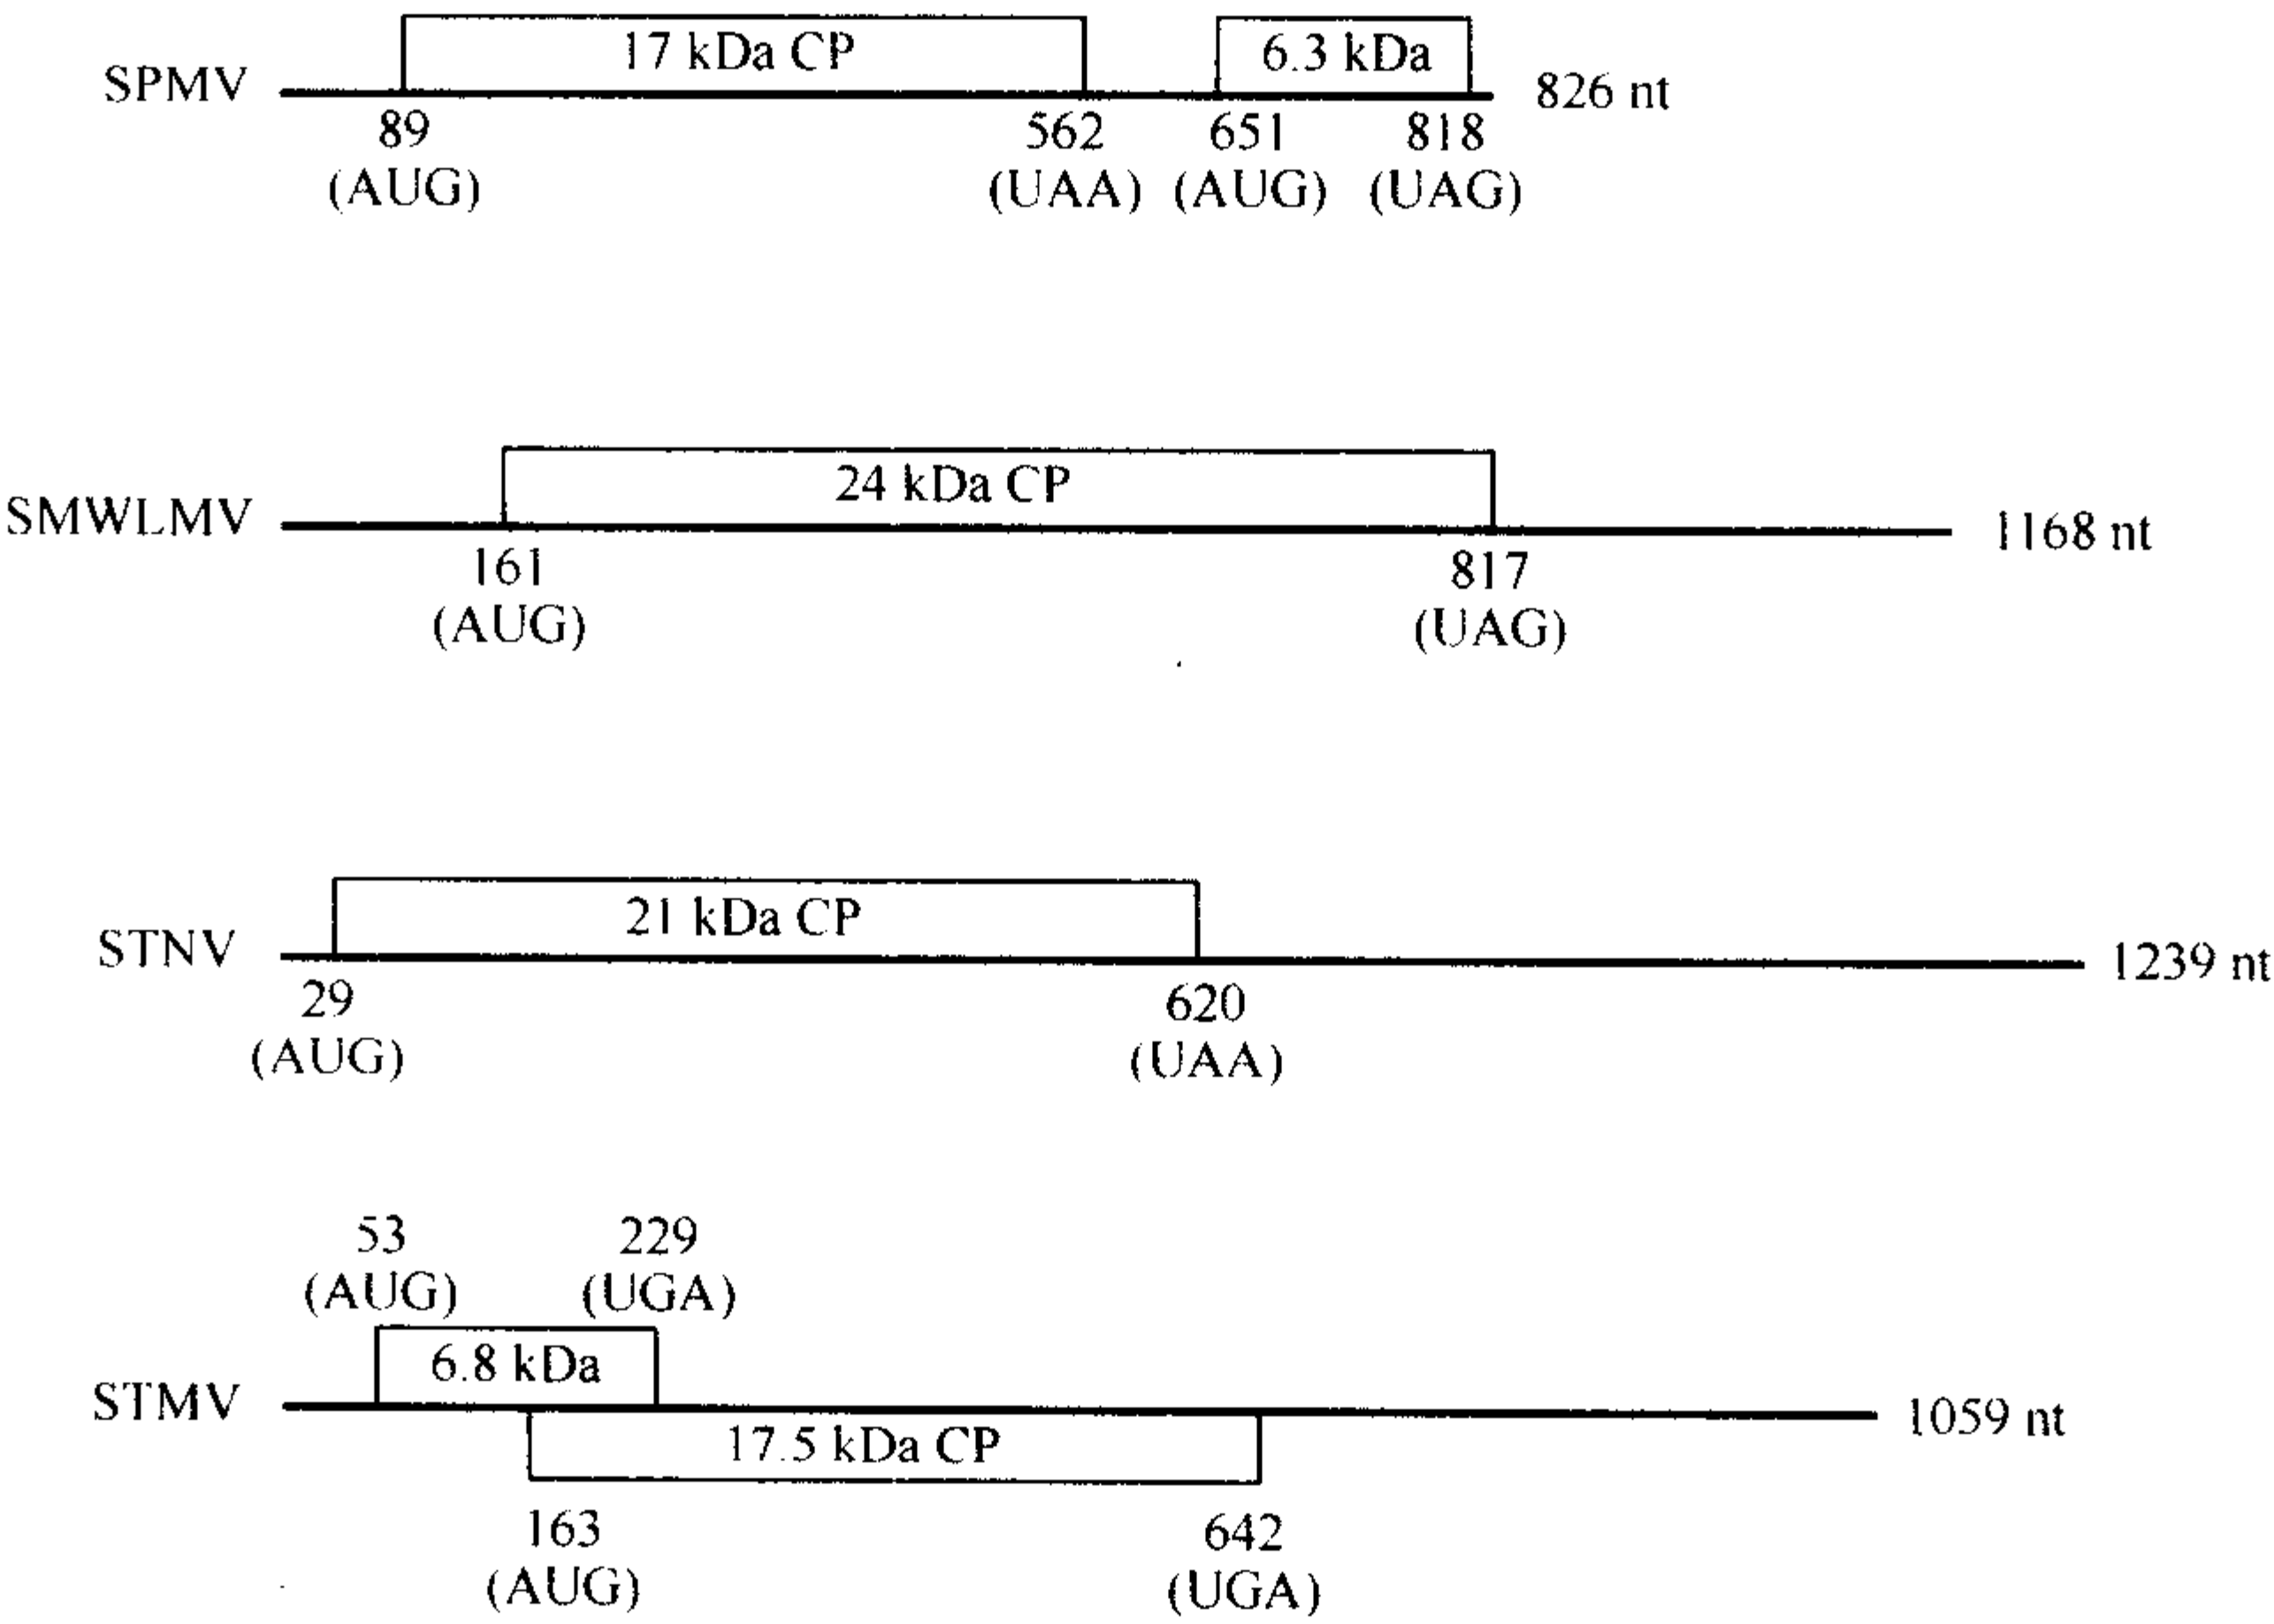 17 kDa CP 6.3 kDa
SPMV 826 nt
89 562 651 818
(AUG) (UAA) (AUG) (UAG)
24 kDa CP
SMWLMV 1168 nt
161 817
(AUG) (UAG)
21 kDa CP
STNV 1239 nt
29 620
(AUG) (UAA)
53 229
(AUG) (UGA)
6.8 kDa
STMV 1059 nt
17.5 kDa CP
163 642
(AUG) (UGA)